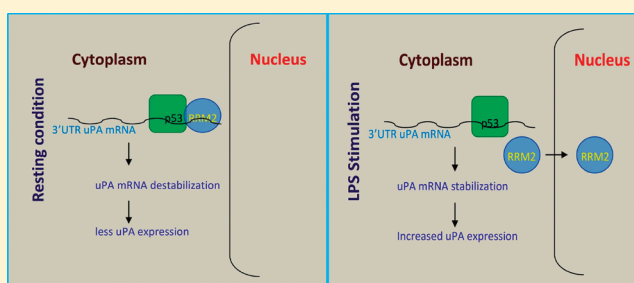 Resting condition
Cytoplasm
Nucleus
p53
RRM2
3'UTR uPA mRNA
uPA mRNA destabilization
less uPA expression
LPS Stimulation
Cytoplasm
Nucleus
p53
3'UTR uPA mRNA
RRM2
RRM2
uPA mRNA stabilization
Increased uPA expression